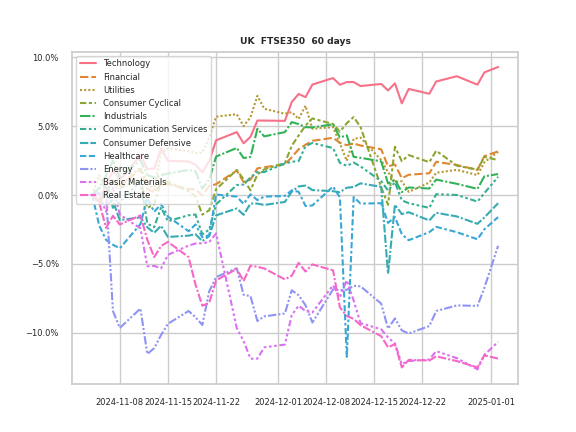 UK FTSE350 60 days
10.0%
5.0%
0.0%
−5.0%
−10.0%
Technology
Financial
Utilities
Consumer Cyclical
Industrials
Communication Services
Consumer Defensive
Healthcare
Energy
Basic Materials
Real Estate
2024-11-08 2024-11-15 2024-11-22 2024-12-01 2024-12-08 2024-12-15 2024-12-22 2025-01-01